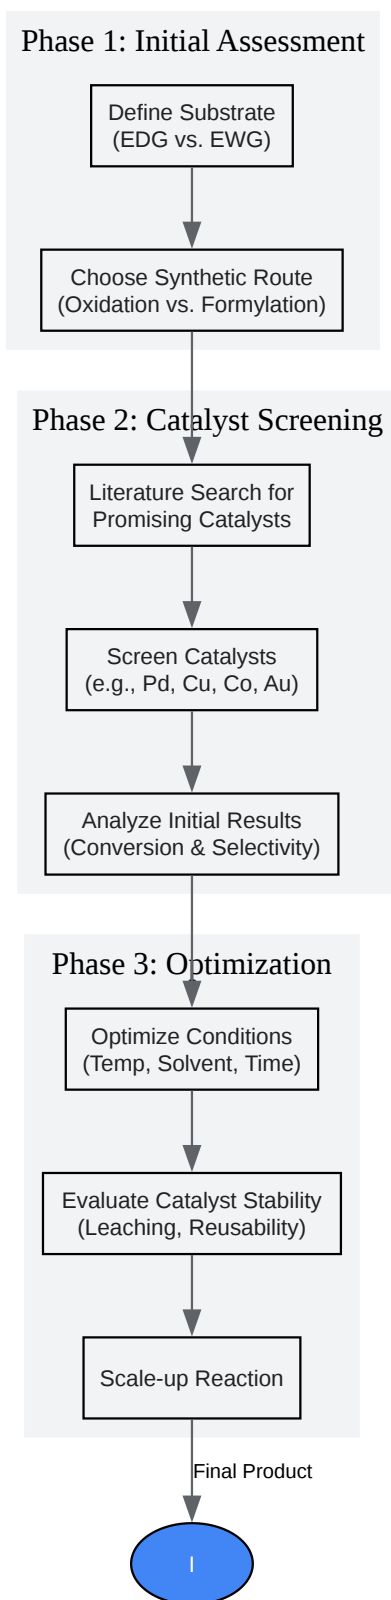 Phase 1: Initial Assessment
Define Substrate
(EDG vs. EWG)
Choose Synthetic Route
(Oxidation vs. Formylation)
Phase 2: Catalyst Screening
Literature Search for
Promising Catalysts
Screen Catalysts
(e.g., Pd, Cu, Co, Au)
Analyze Initial Results
(Conversion & Selectivity)
Phase 3: Optimization
Optimize Conditions
(Temp, Solvent, Time)
Evaluate Catalyst Stability
(Leaching, Reusability)
Scale-up Reaction
Final Product
I